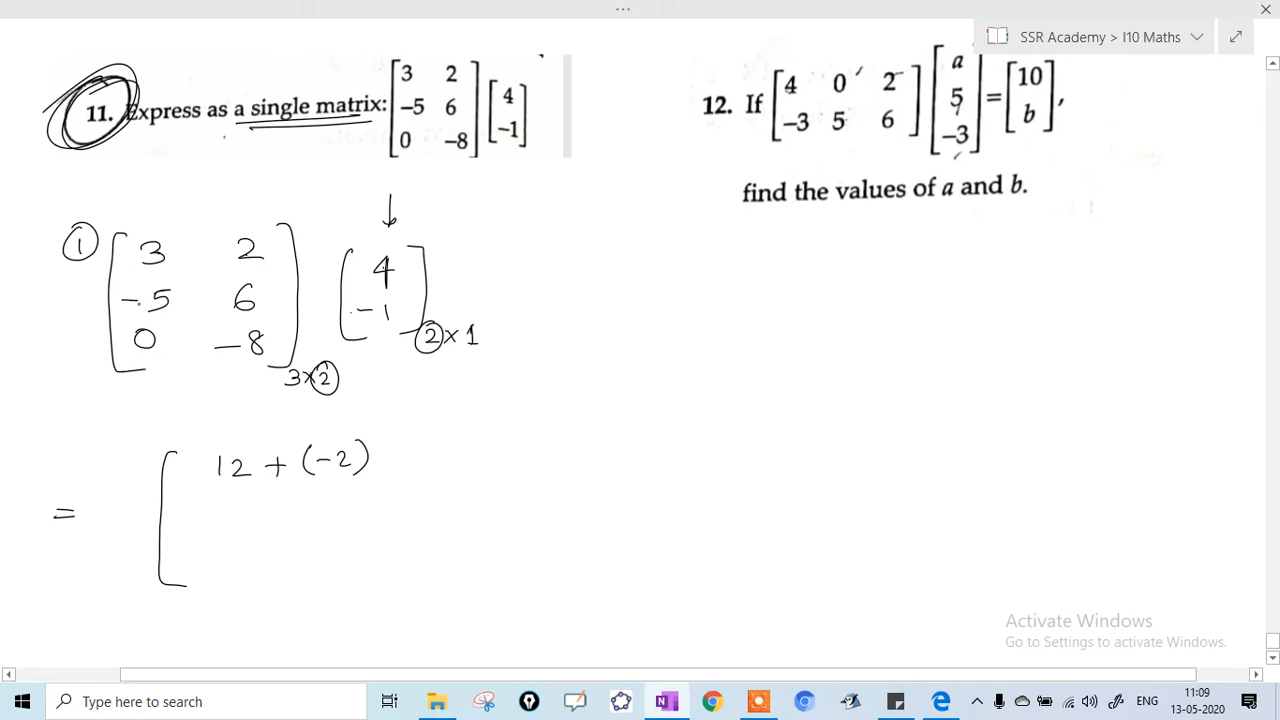 SSR Academy > I10 Maths
11. Express as a single matrix: [3 2 -5 6 0 -8] [4 -1]
12. If [4 0 2 -3 5 6] [a 5 -3] = [10 b],
find the values of a and b.
① [3 2] [4]
-5 6 -1
0 -8
3×2 2×1
= [ 12 + (-2)
Activate Windows
Go to Settings to activate Windows.
Type here to search
ENG
11:09
13-05-2020